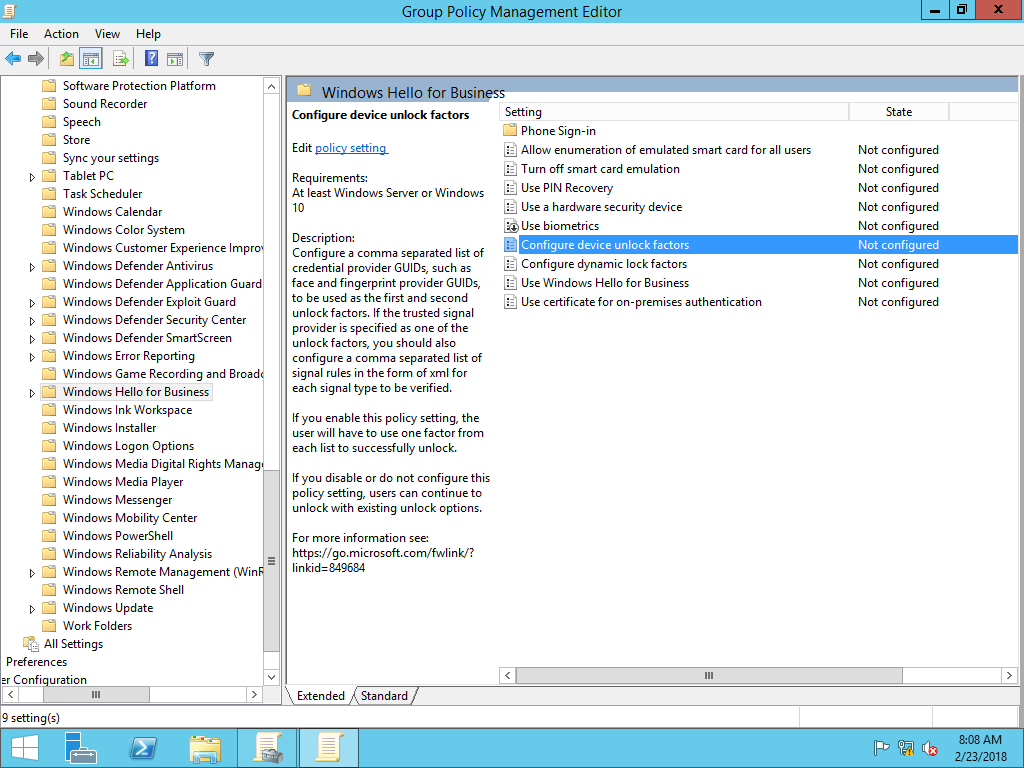 Group Policy Management Editor
File Action View Help
Software Protection Platform
Sound Recorder
Speech
Store
Sync your settings
Tablet PC
Task Scheduler
Windows Calendar
Windows Color System
Windows Customer Experience Improv
Windows Defender Antivirus
Windows Defender Application Guard
Windows Defender Exploit Guard
Windows Defender Security Center
Windows Defender SmartScreen
Windows Error Reporting
Windows Game Recording and Broadc
Windows Hello for Business
Windows Ink Workspace
Windows Installer
Windows Logon Options
Windows Media Digital Rights Manag
Windows Media Player
Windows Messenger
Windows Mobility Center
Windows PowerShell
Windows Reliability Analysis
Windows Remote Management (WinR
Windows Remote Shell
Windows Update
Work Folders
All Settings
Preferences
er Configuration
Windows Hello for Business
Configure device unlock factors
Edit policy setting
Requirements:
At least Windows Server or Windows
10
Description:
Configure a comma separated list of
credential provider GUIDs, such as
face and fingerprint provider GUIDs,
to be used as the first and second
unlock factors. If the trusted signal
provider is specified as one of the
unlock factors, you should also
configure a comma separated list of
signal rules in the form of xml for
each signal type to be verified.
If you enable this policy setting, the
user will have to use one factor from
each list to successfully unlock.
If you disable or do not configure this
policy setting, users can continue to
unlock with existing unlock options.
For more information see:
https://go.microsoft.com/fwlink/?
linkid=849684
Setting State
Phone Sign-in
Allow enumeration of emulated smart card for all users Not configured
Turn off smart card emulation Not configured
Use PIN Recovery Not configured
Use a hardware security device Not configured
Use biometrics Not configured
Configure device unlock factors Not configured
Configure dynamic lock factors Not configured
Use Windows Hello for Business Not configured
Use certificate for on-premises authentication Not configured
Extended Standard
9 setting(s)
8:08 AM
2/23/2018